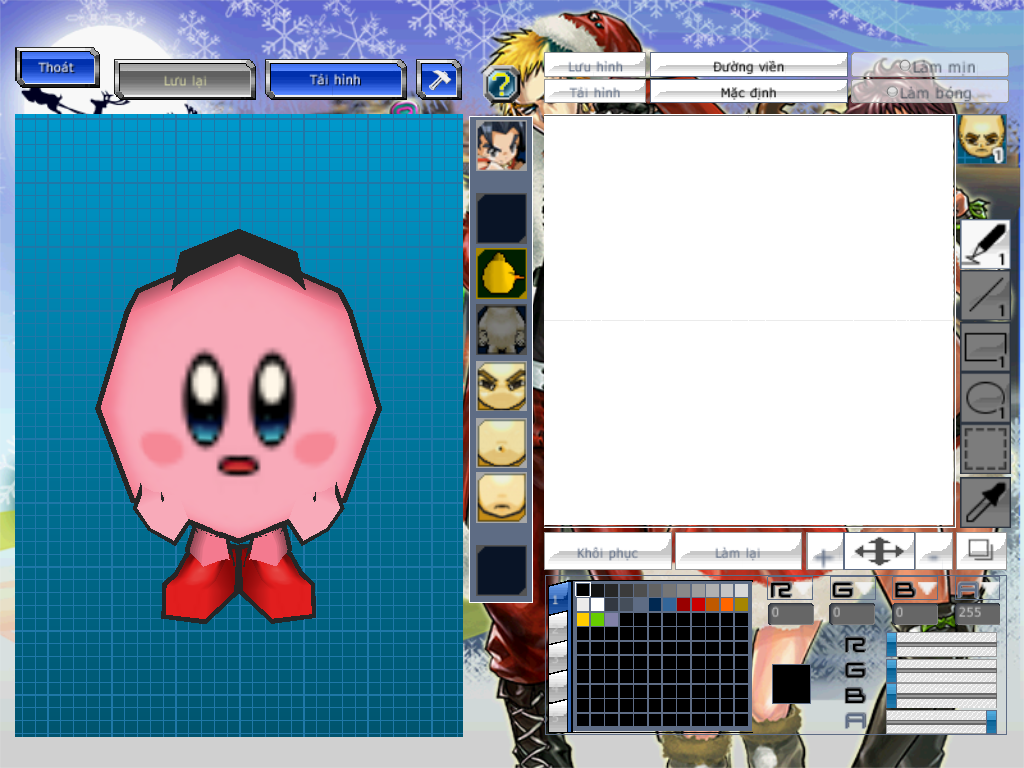 Thoát
Lưu lại
Tải hình
?
Lưu hình
Đường viền
Làm mịn
Tải hình
Mặc định
Làm bóng
1
1
1
1
1
Khôi phục
Làm lại
+
-
1
R
G
B
A
0
0
0
255
R
G
B
A